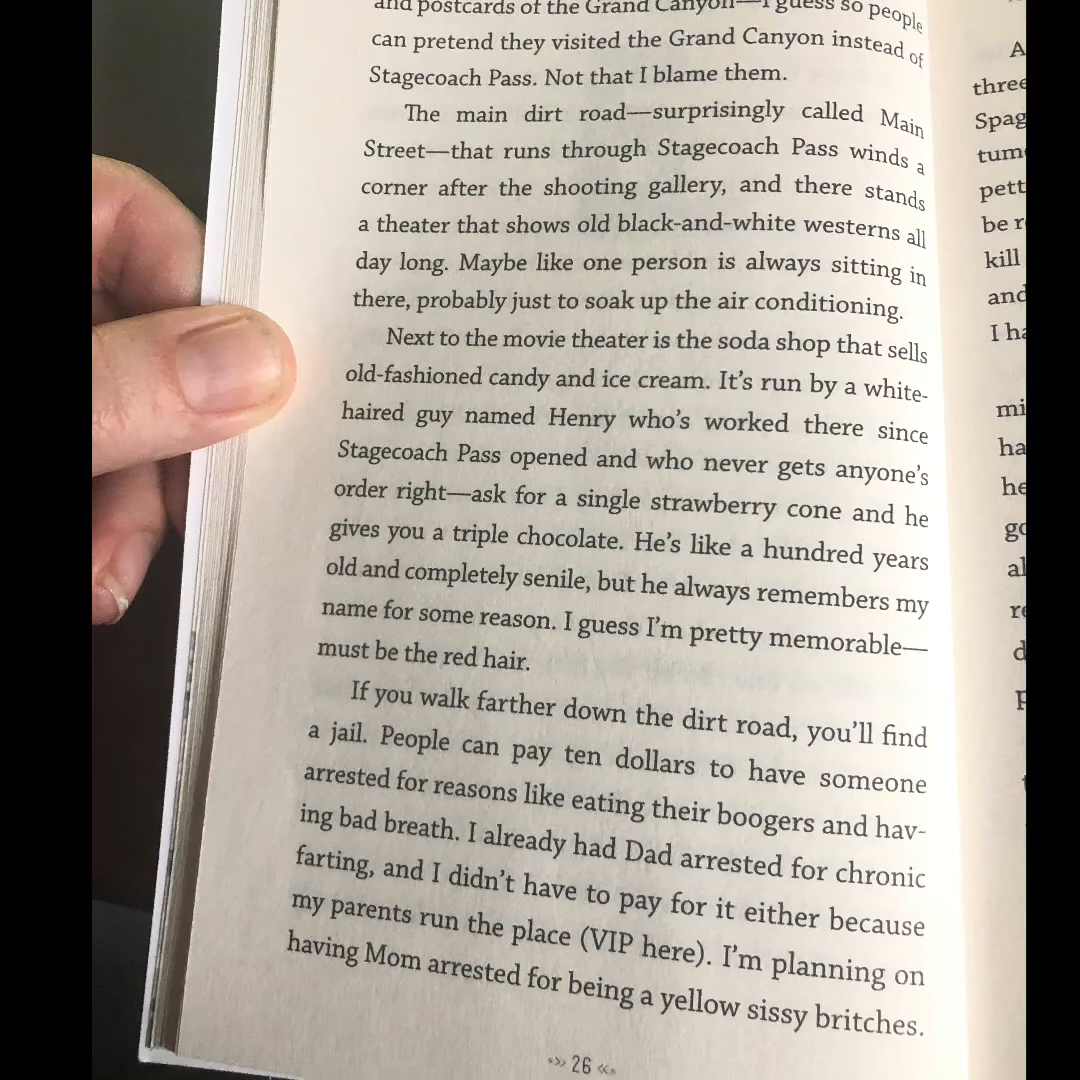 and postcards of the Grand Canyon—I guess so people
can pretend they visited the Grand Canyon instead of
Stagecoach Pass. Not that I blame them.
The main dirt road—surprisingly called Main
Street—that runs through Stagecoach Pass winds a
corner after the shooting gallery, and there stands
a theater that shows old black-and-white westerns all
day long. Maybe like one person is always sitting in
there, probably just to soak up the air conditioning.
Next to the movie theater is the soda shop that sells
old-fashioned candy and ice cream. It's run by a white-
haired guy named Henry who's worked there since
Stagecoach Pass opened and who never gets anyone's
order right—ask for a single strawberry cone and he
gives you a triple chocolate. He's like a hundred years
old and completely senile, but he always remembers my
name for some reason. I guess I'm pretty memorable—
must be the red hair.
If you walk farther down the dirt road, you'll find
a jail. People can pay ten dollars to have someone
arrested for reasons like eating their boogers and hav-
ing bad breath. I already had Dad arrested for chronic
farting, and I didn't have to pay for it either because
my parents run the place (VIP here). I'm planning on
having Mom arrested for being a yellow sissy britches.
»» 26 ««
A
three
Spag
tum
pett
be r
kill
and
I ha
mi
ha
he
go
al
re
d